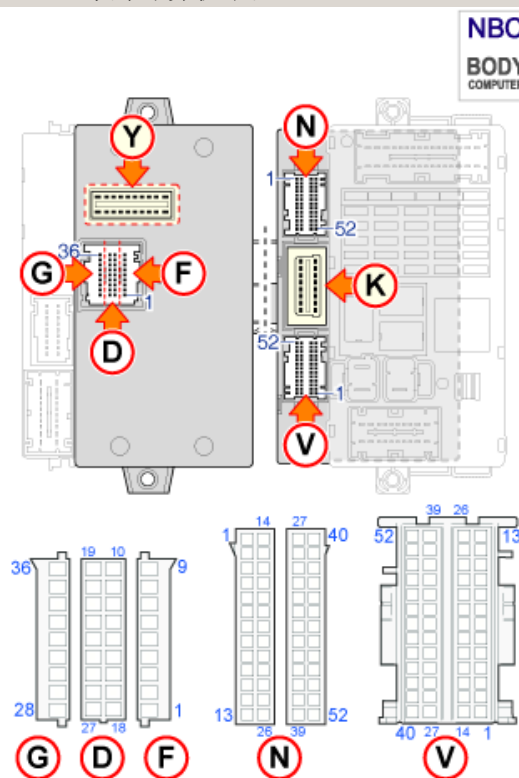 NBC
BODY
COMPUTER
Y
N
1
52
36
G
F
K
1
D
52
1
V
39 26
52 13
14 27
1 40
19 10
36 9
28 1
27 18
13 52
26 39
40 27 14 1
G D F N V